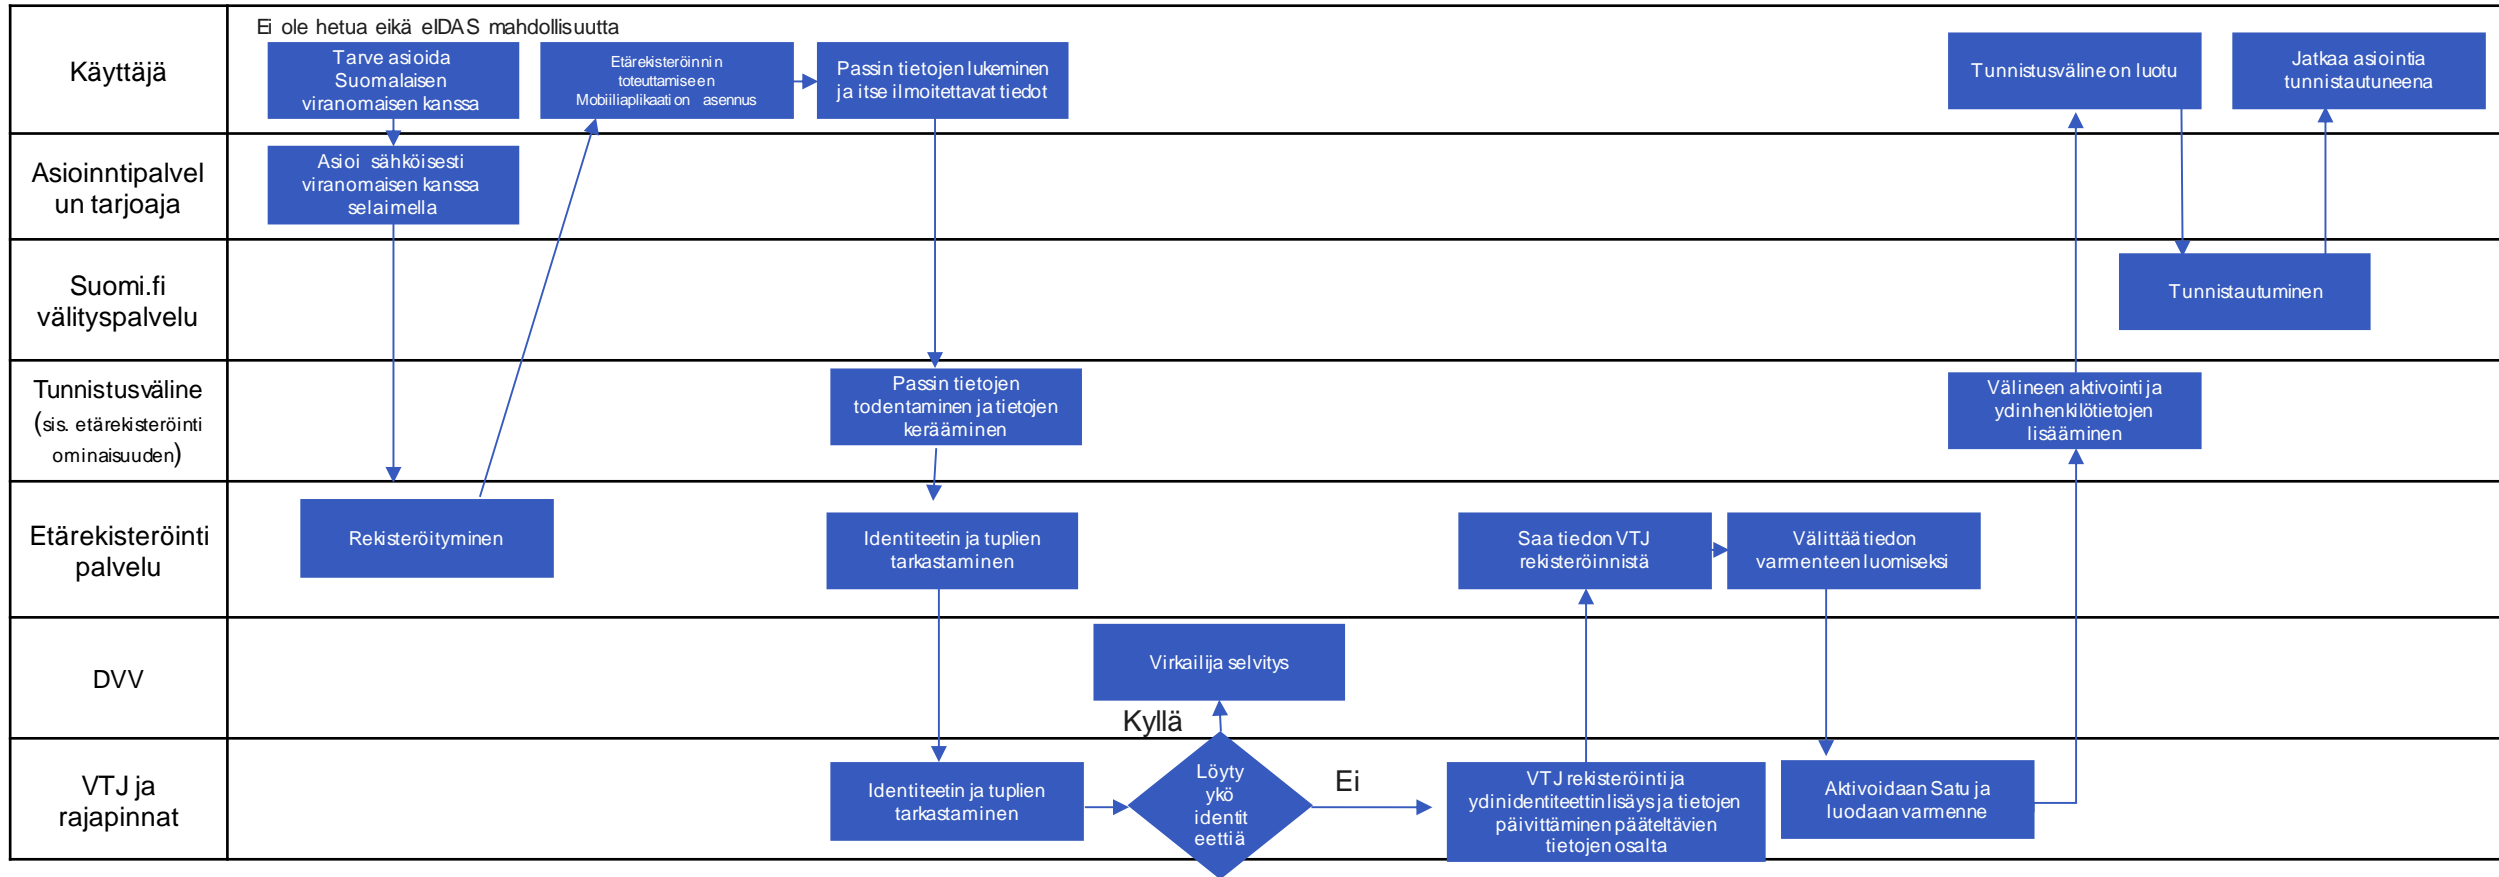 Käyttäjä
Ei ole hetua eikä eIDAS mahdollisuutta
Tarve asioida
Suomalaisen
viranomaisen kanssa
Etärekisteröinnin
toteuttamiseen
Mobiiliaplikaation asennus
Passin tietojen lukeminen
ja itse ilmoitettavat tiedot
Tunnistusväline on luotu
Jatkaa asiointia
tunnistautuneena
Asioinntipalvel
un tarjoaja
Asioi sähköisesti
viranomaisen kanssa
selaimella
Suomi.fi
välityspalvelu
Tunnistautuminen
Tunnistusväline
(sis. etärekisteröinti
ominaisuuden)
Passin tietojen
todentaminen ja tietojen
kerääminen
Välineen aktivointi ja
ydinhenkilötietojen
lisääminen
Etärekisteröinti
palvelu
Rekisteröityminen
Identiteetin ja tuplien
tarkastaminen
Saa tiedon VTJ
rekisteröinnistä
Välittää tiedon
varmenteen luomiseksi
DVV
Virkailija selvitys
Kyllä
VTJ ja
rajapinnat
Identiteetin ja tuplien
tarkastaminen
Löyty
ykö
identit
eettiä
Ei
VTJ rekisteröinti ja
ydinidentiteettin lisäys ja tietojen
päivittäminen pääteltävien
tietojen osalta
Aktivoidaan Satu ja
luodaan varmenne